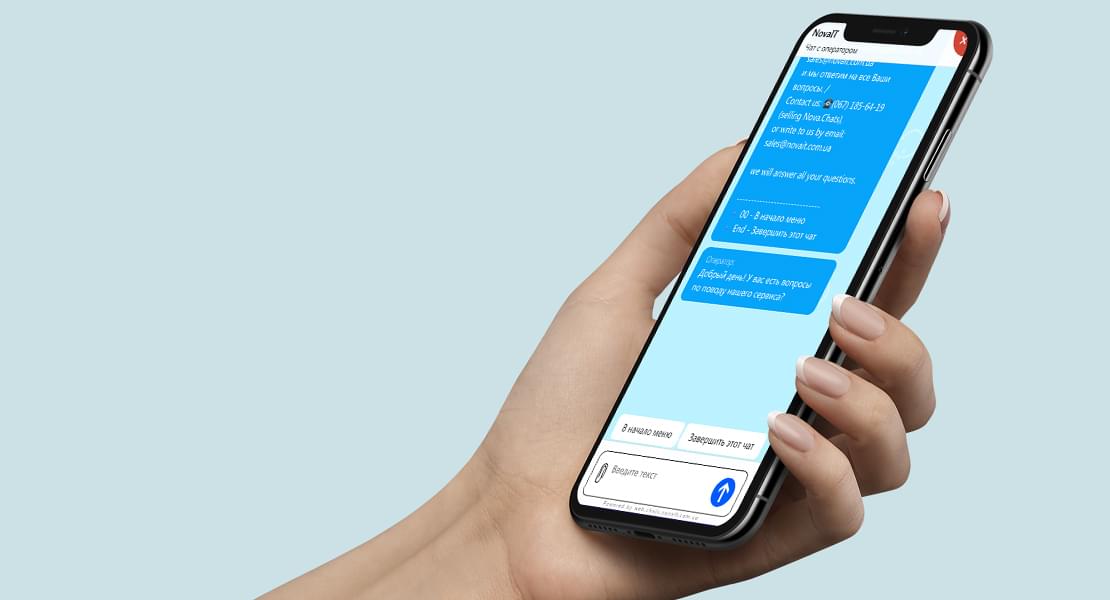 NovaIT
X
Чат с оператором
sales@novait.com.ua
и мы ответим на все Ваши
вопросы. /
Contact us: (067) 185-64-19
(selling Nova.Chats),
or write to us by email:
sales@novait.com.ua
we will answer all your questions.
--------------------
00 - В начало меню
End - Завершить этот чат
Оператор:
Добрый день! У вас есть вопросы
по поводу нашего сервиса?
В начало меню
Завершить этот чат
Введите текст
Powered by